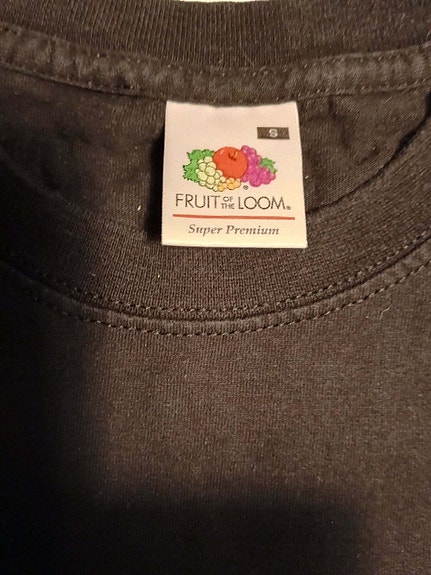 S
FRUIT OF THE LOOM®
Super Premium